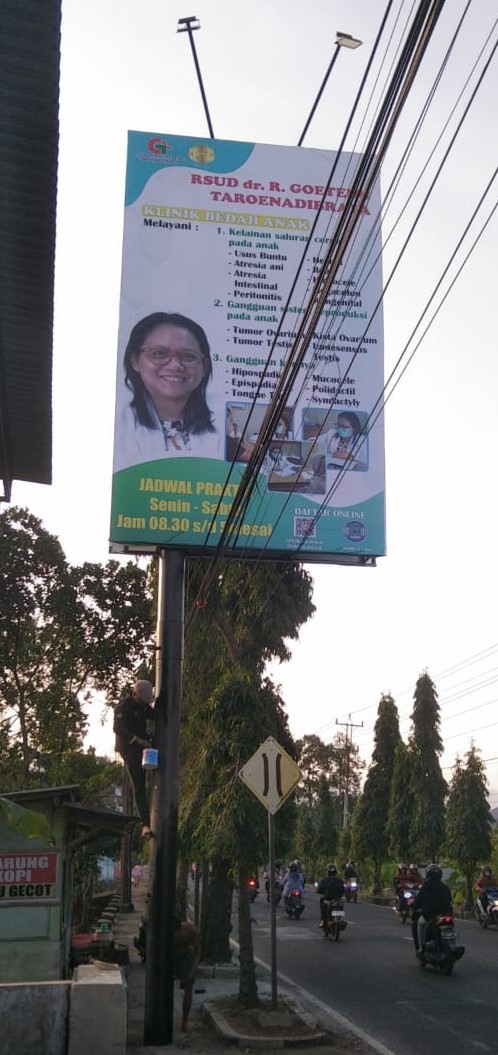 RSUD dr. R. GOETENG
TAROENADIBRATA
KLINIK BEDAH ANAK
Melayani :
1. Kelainan saluran
pada anak
- Usus Buntu
- Atresia ani
- Atresia
Intestinal
- Peritonitis
2. Gangguan sistem reproduksi
pada anak
- Tumor Ovarium
- Tumor Testis
- Kista Ovarium
- Undesensus
Testis
3. Gangguan
- Hipospadia
- Epispadia
- Tongue
- Mucocele
- Polidactil
- Syndactyly
JADWAL PRAKTEK
Senin - Sabtu
Jam 08.30 s/d Selesai
DAFTAR ONLINE
WARUNG
KOPI
GECOT